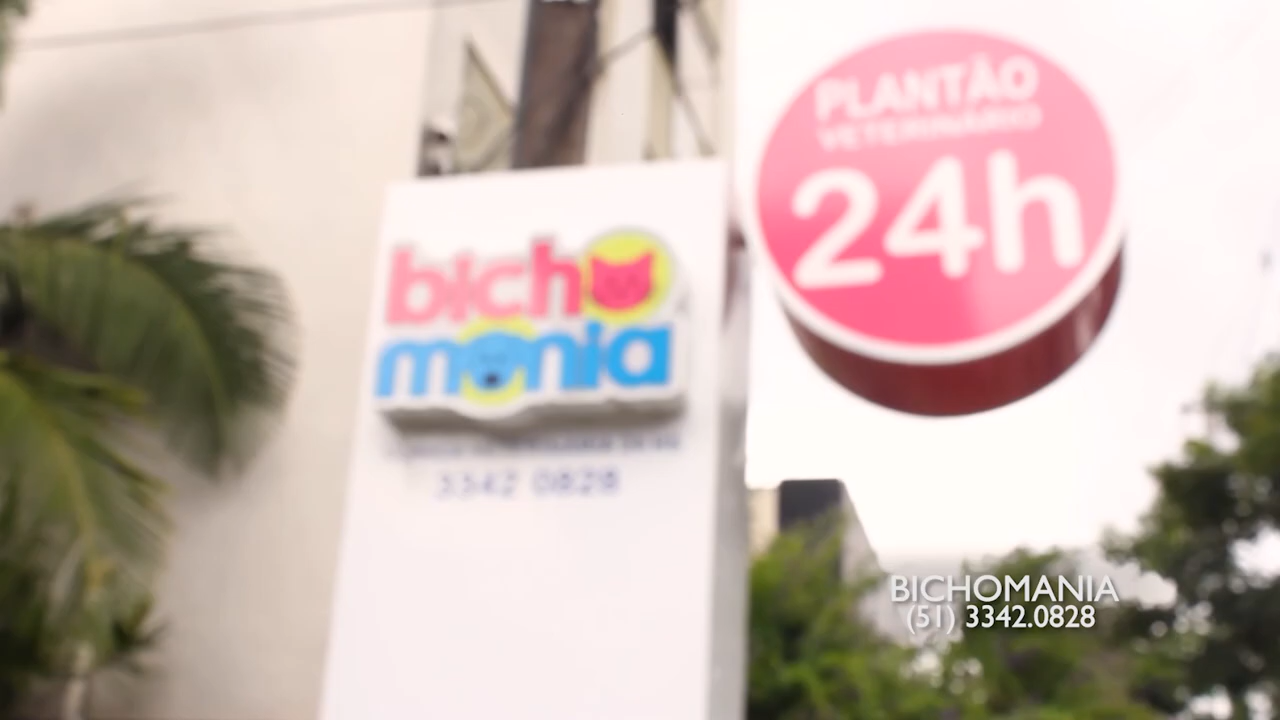 PLANTÃO
VETERINÁRIO
24h
bicho
mania
3342 0828
BICHOMANIA
(51) 3342.0828